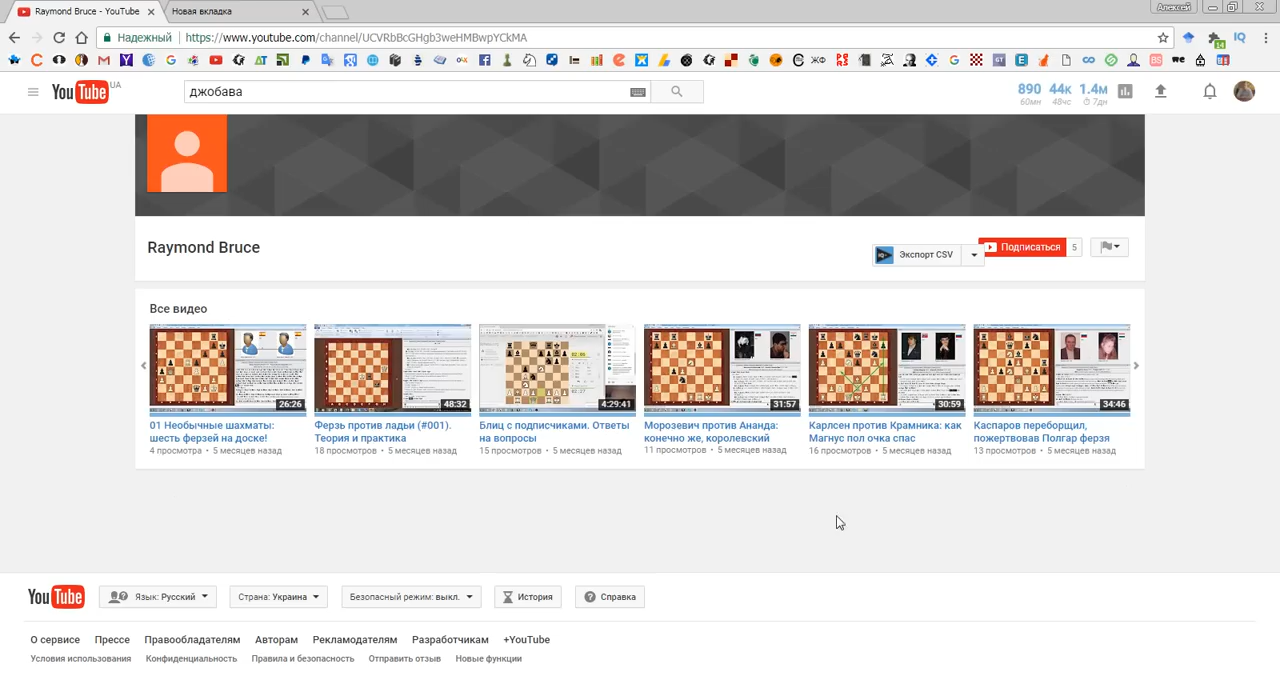 Raymond Bruce - YouTube
Новая вкладка
Алексей
Надежный
https://www.youtube.com/channel/UCVRbBcGHgb3weHMBwpYCkMA
YouTube UA
джобава
890 44к 1.4м
60мн 48чс 7дн
Raymond Bruce
Экспорт CSV
Подписаться
5
Все видео
26:26
48:32
4:29:41
31:57
30:59
34:46
01 Необычные шахматы: шесть ферзей на доске!
4 просмотра • 5 месяцев назад
Ферзь против ладьи (#001). Теория и практика
18 просмотров • 5 месяцев назад
Блиц с подписчиками. Ответы на вопросы
15 просмотров • 5 месяцев назад
Морозевич против Ананда: конечно же, королевский
11 просмотров • 5 месяцев назад
Карлсен против Крамника: как Магнус пол очка спас
16 просмотров • 5 месяцев назад
Каспаров переборщил, пожертвовав Полгар ферзя
13 просмотров • 5 месяцев назад
YouTube
Язык: Русский
Страна: Украина
Безопасный режим: выкл.
История
Справка
О сервисе Прессе Правообладателям Авторам Рекламодателям Разработчикам +YouTube
Условия использования Конфиденциальность Правила и безопасность Отправить отзыв Новые функции